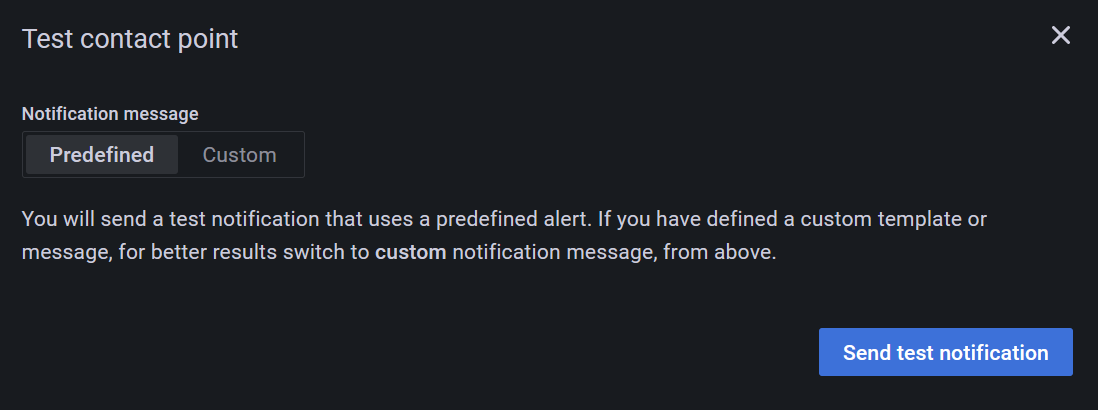 Test contact point
Notification message
Predefined Custom
You will send a test notification that uses a predefined alert. If you have defined a custom template or
message, for better results switch to custom notification message, from above.
Send test notification